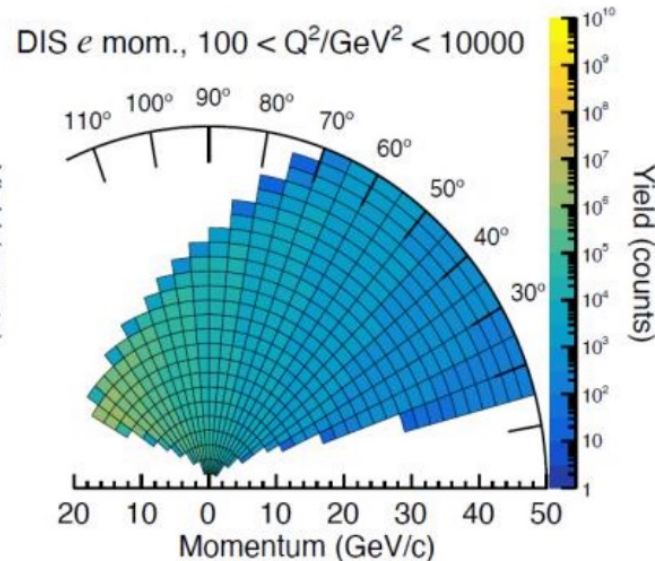 DIS e mom., 100 < Q²/GeV² < 10000
110° 100° 90° 80° 70° 60° 50° 40° 30°
10¹⁰
10⁹
10⁸
10⁷
10⁶
10⁵
10⁴
10³
10²
10
1
Yield (counts)
20 10 0 10 20 30 40 50
Momentum (GeV/c)